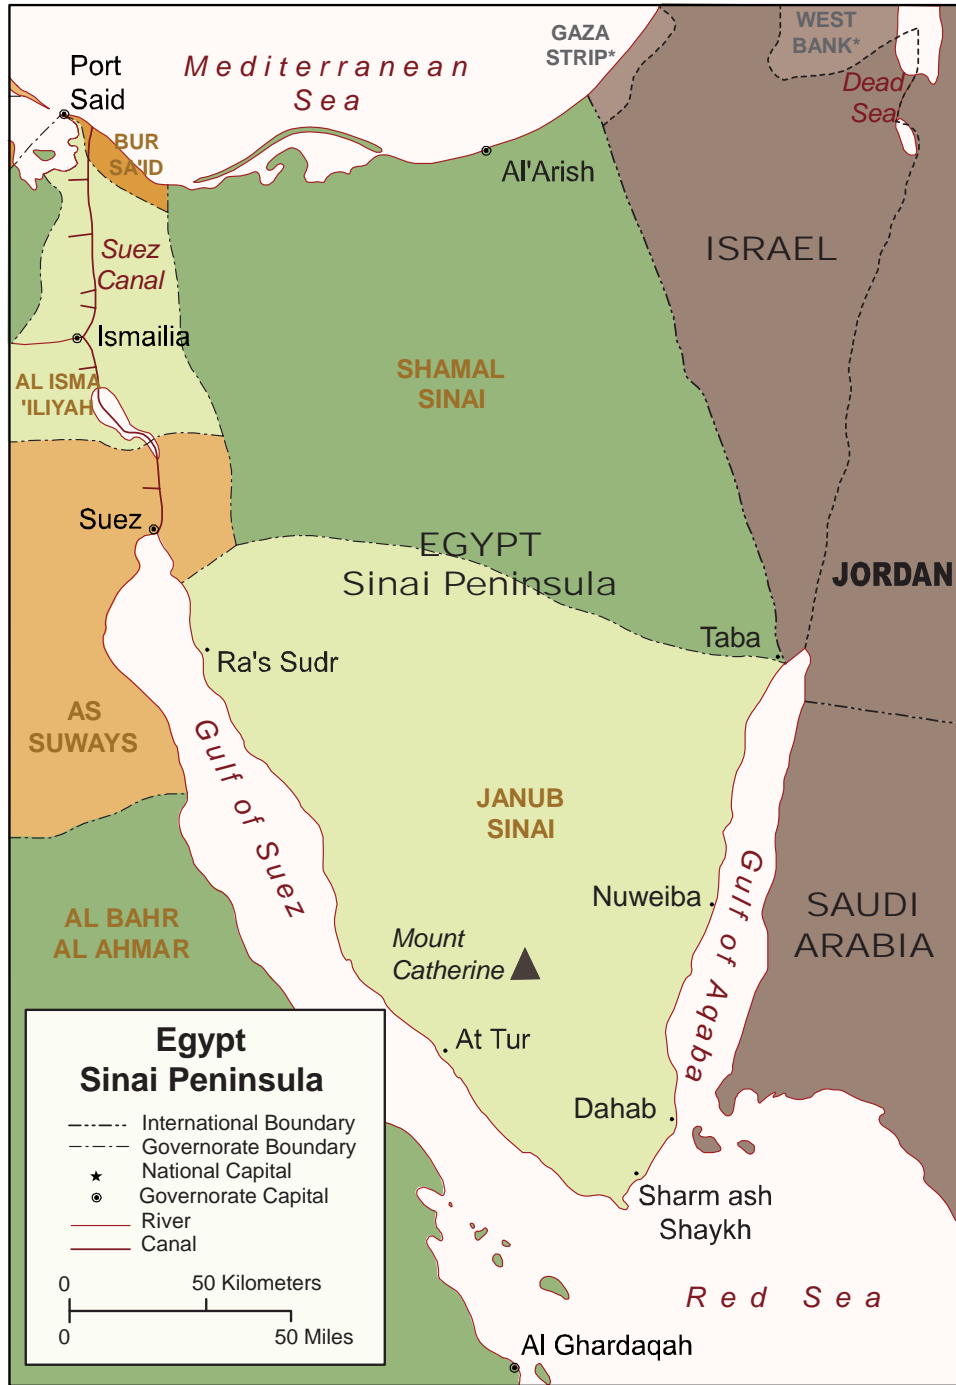 GAZA
STRIP*
WEST
BANK*
Port
Said
Mediterranean
Sea
Dead
Sea
BUR
SA'ID
Al'Arish
ISRAEL
Suez
Canal
Ismailia
AL ISMA
'ILIYAH
SHAMAL
SINAI
Suez
EGYPT
Sinai Peninsula
JORDAN
Taba
Ra's Sudr
AS
SUWAYS
Gulf of Suez
JANUB
SINAI
Nuweiba
Gulf of Aqaba
SAUDI
ARABIA
AL BAHR
AL AHMAR
Mount
Catherine
At Tur
Dahab
Sharm ash
Shaykh
Red Sea
Al Ghardaqah
Egypt
Sinai Peninsula
International Boundary
Governorate Boundary
National Capital
Governorate Capital
River
Canal
0 50 Kilometers
0 50 Miles